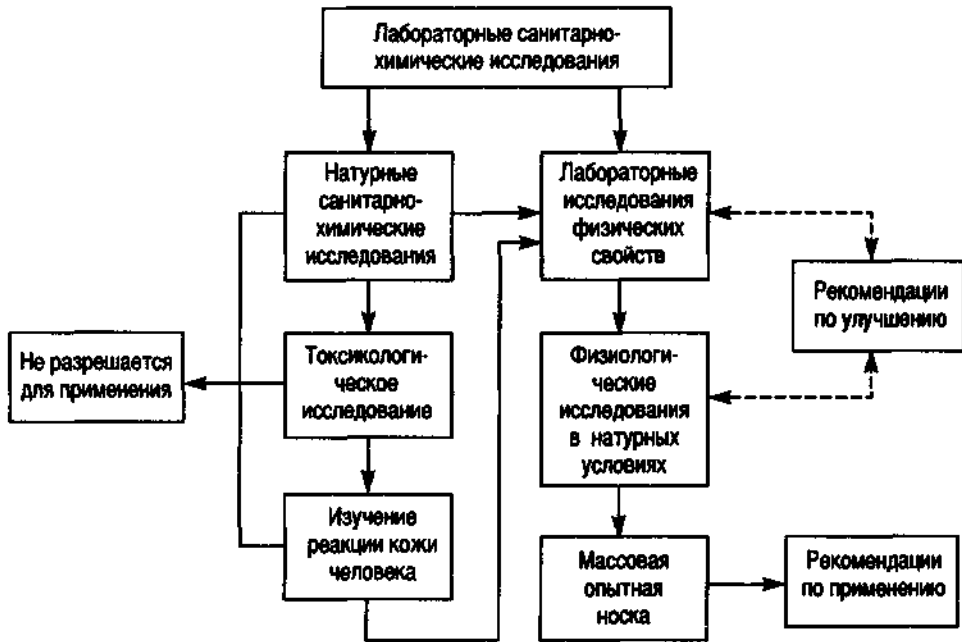 Лабораторные санитарно-
химические исследования
Натурные
санитарно-
химические
исследования
Лабораторные
исследования
физических
свойств
Рекомендации
по улучшению
Не разрешается
для применения
Токсикологи-
ческое
исследование
Физиологи-
ческие
исследования
в натурных
условиях
Изучение
реакции кожи
человека
Массовая
опытная
носка
Рекомендации
по применению